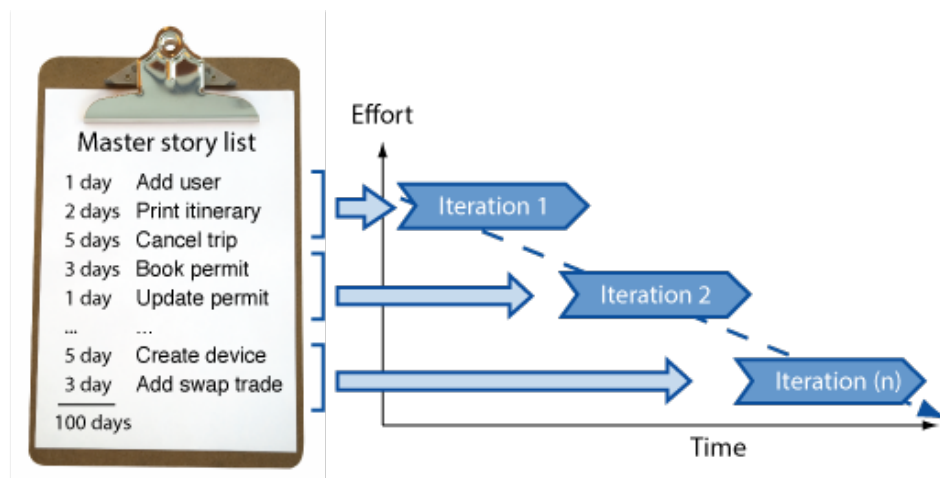 Master story list
1 day Add user
2 days Print itinerary
5 days Cancel trip
3 days Book permit
1 day Update permit
... ...
5 day Create device
3 day Add swap trade
100 days
Effort
Iteration 1
Iteration 2
Iteration (n)
Time